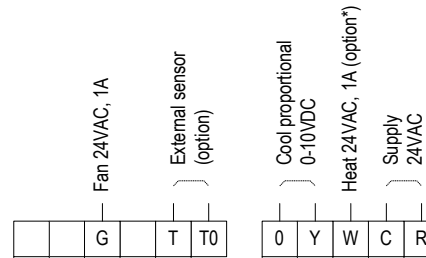 Fan 24VAC, 1A
External sensor
(option)
Cool proportional
0-10VDC
Heat 24VAC, 1A (option*)
Supply
24VAC
G T T0 0 Y W C R